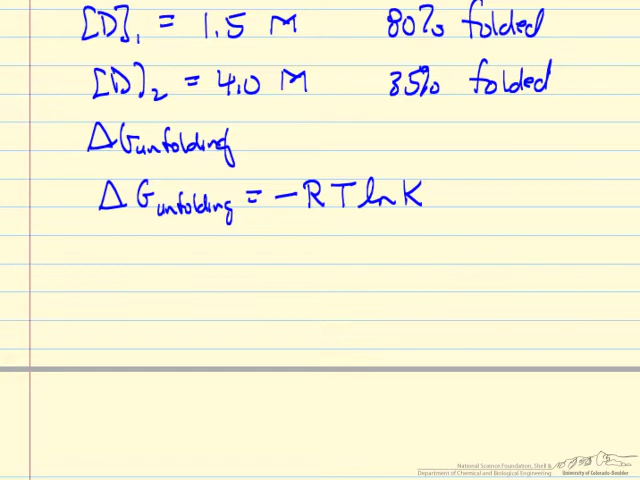 [D]₁ = 1.5 M 80% folded
[D]₂ = 4.0 M 35% folded
ΔGunfolding
ΔGunfolding = -RT ln K
National Science Foundation, Shell &
Department of Chemical and Biological Engineering
University of Colorado-Boulder